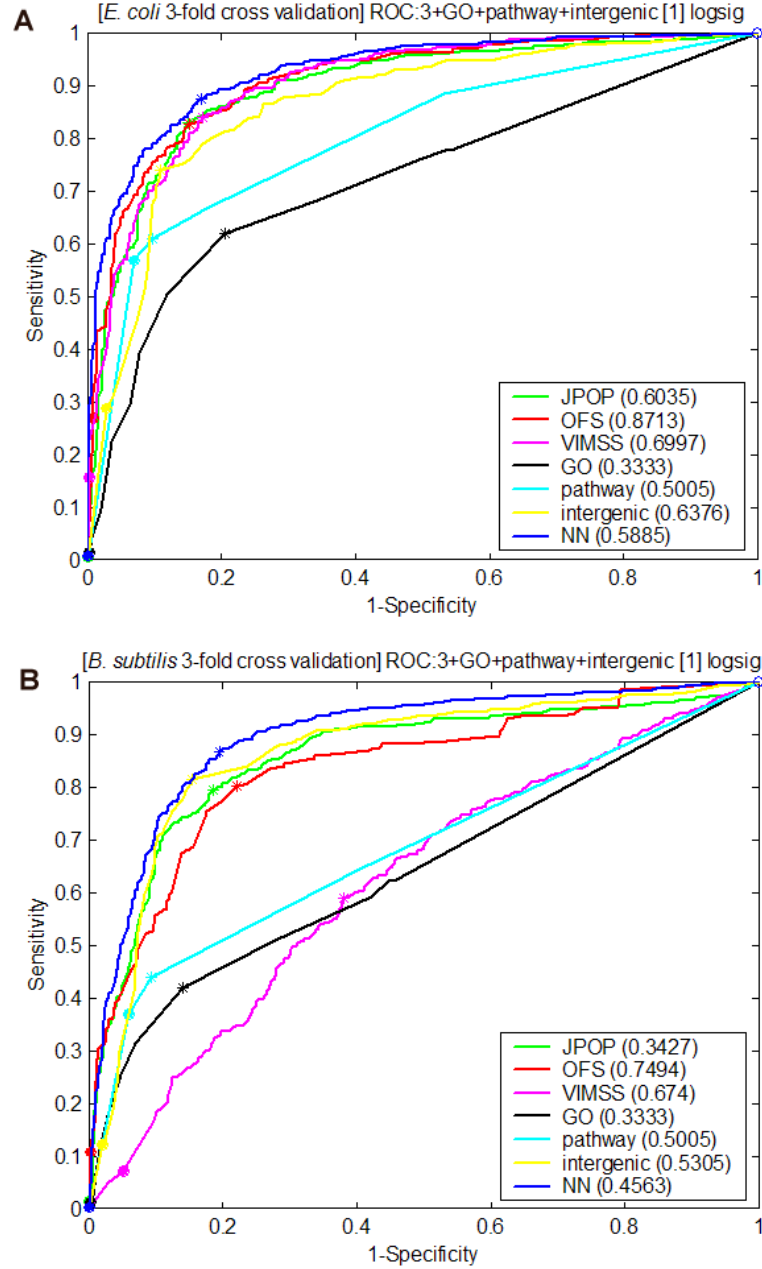 A
[E. coli 3-fold cross validation] ROC:3+GO+pathway+intergenic [1] logsig
1
0.9
0.8
0.7
0.6
0.5
0.4
0.3
0.2
0.1
0
Sensitivity
JPOP (0.6035)
OFS (0.8713)
VIMSS (0.6997)
GO (0.3333)
pathway (0.5005)
intergenic (0.6376)
NN (0.5885)
0 0.2 0.4 0.6 0.8 1
1-Specificity
B
[B. subtilis 3-fold cross validation] ROC:3+GO+pathway+intergenic [1] logsig
1
0.9
0.8
0.7
0.6
0.5
0.4
0.3
0.2
0.1
0
Sensitivity
JPOP (0.3427)
OFS (0.7494)
VIMSS (0.674)
GO (0.3333)
pathway (0.5005)
intergenic (0.5305)
NN (0.4563)
0 0.2 0.4 0.6 0.8 1
1-Specificity